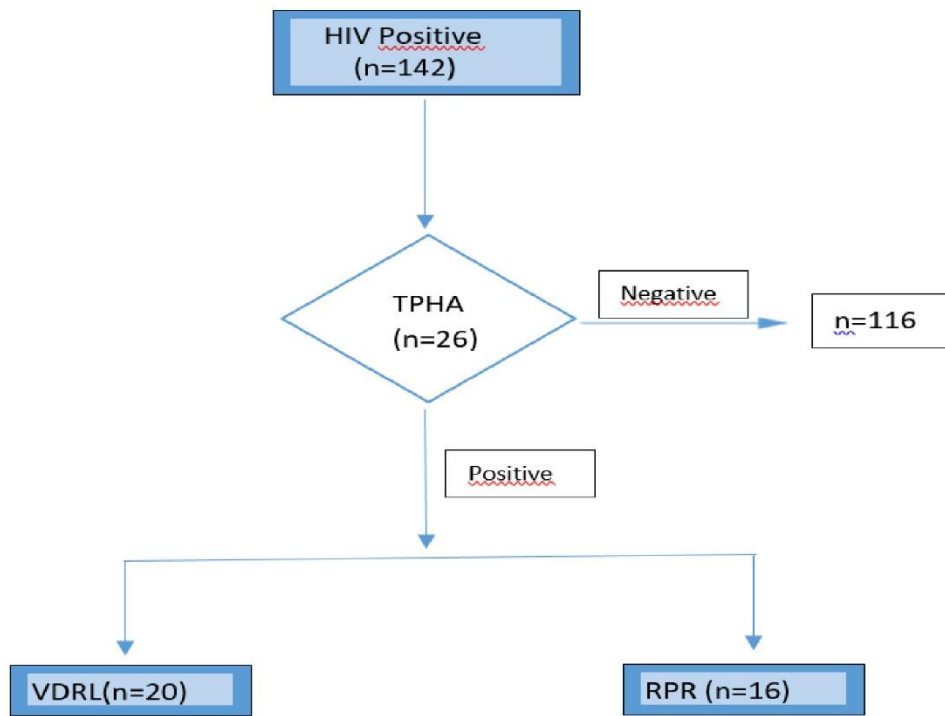 HIV Positive
(n=142)
TPHA
(n=26)
Negative
n=116
Positive
VDRL(n=20)
RPR (n=16)